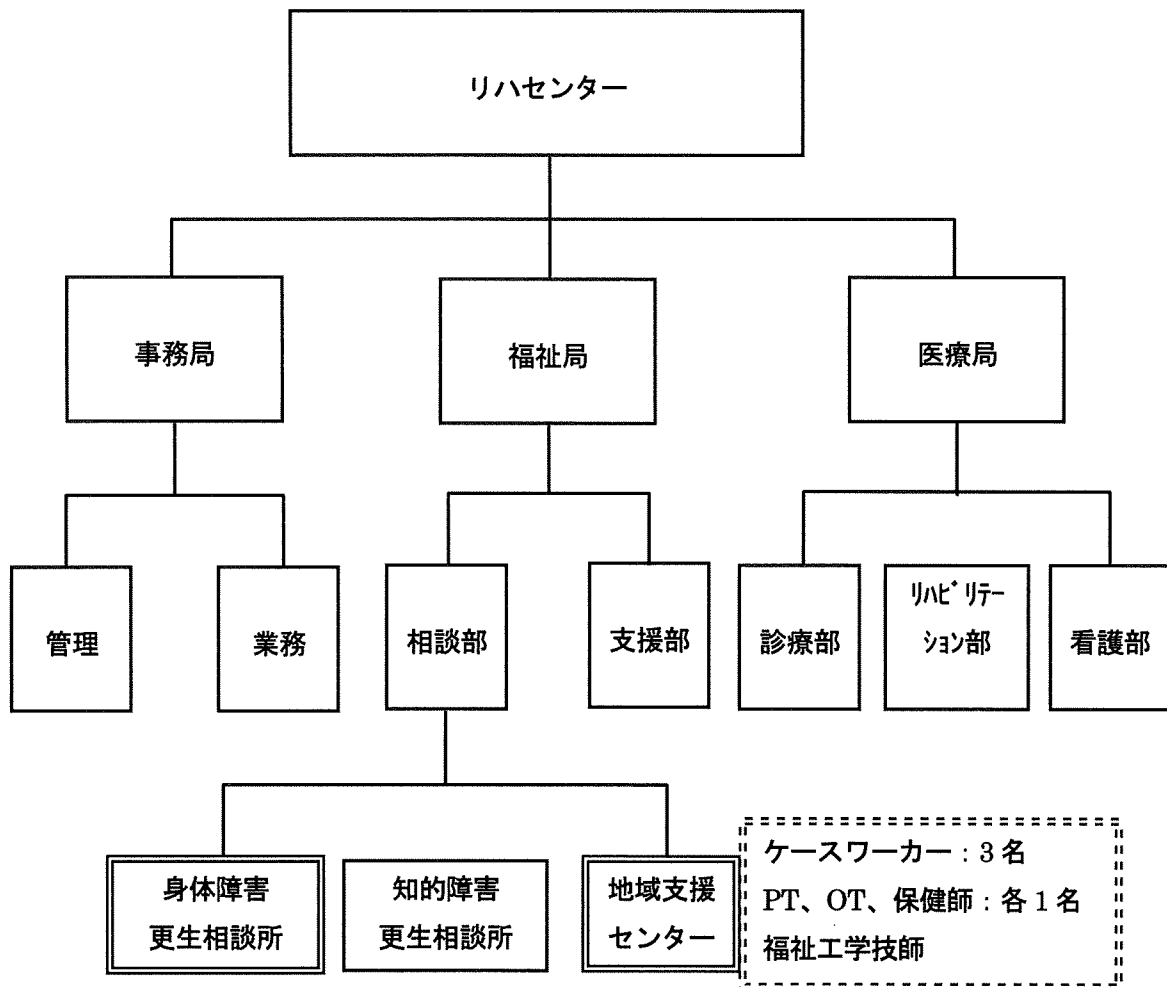 リハセンター
事務局
福祉局
医療局
管理
業務
相談部
支援部
診療部
ﾘﾊﾋﾞﾘﾃｰ
ｼｮﾝ部
看護部
身体障害
更生相談所
知的障害
更生相談所
地域支援
センター
ケースワーカー：3名
PT、OT、保健師：各1名
福祉工学技師